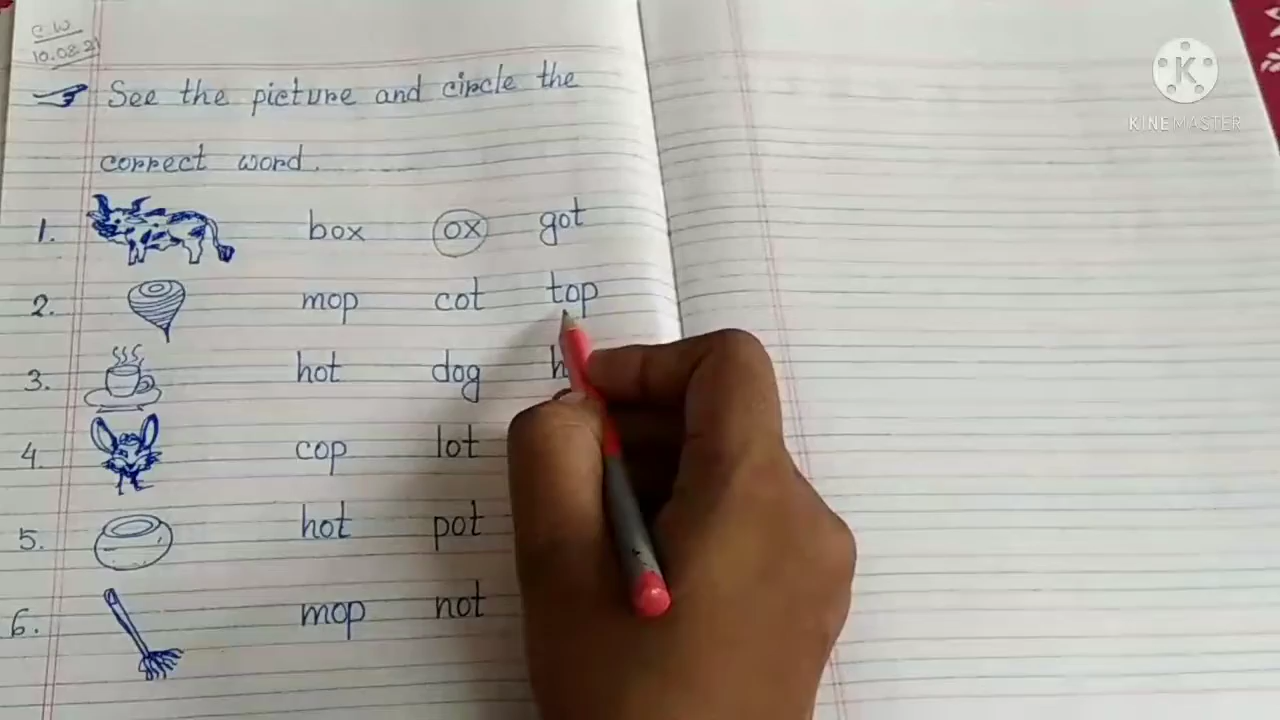 C.W.
10.08.21
See the picture and circle the
correct word.
1. box ox got
2. mop cot top
3. hot dog
4. cop lot
5. hot pot
6. mop not
K
KINEMASTER